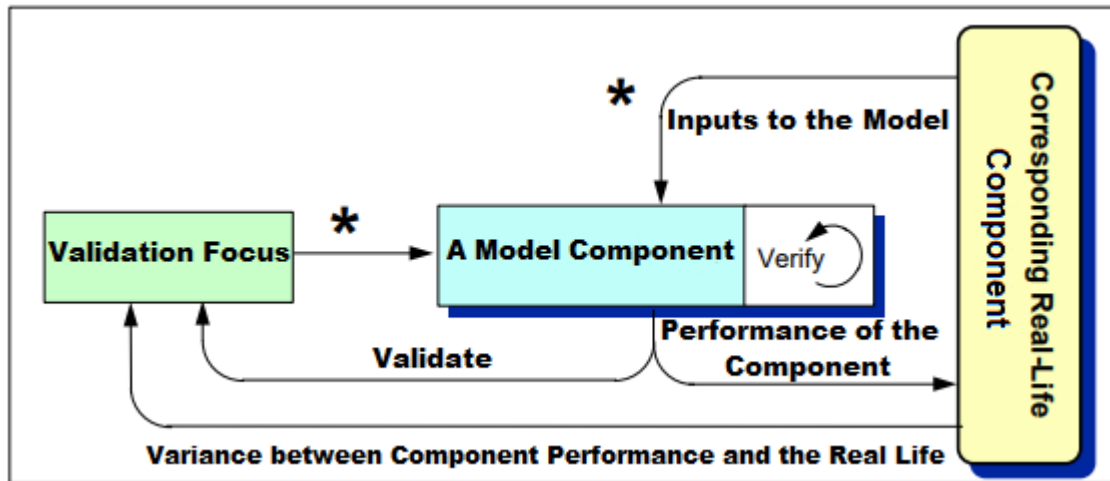 *
Inputs to the Model
Corresponding Real-Life
Component
Validation Focus
*
A Model Component
Verify
Validate
Performance of the
Component
Variance between Component Performance and the Real Life